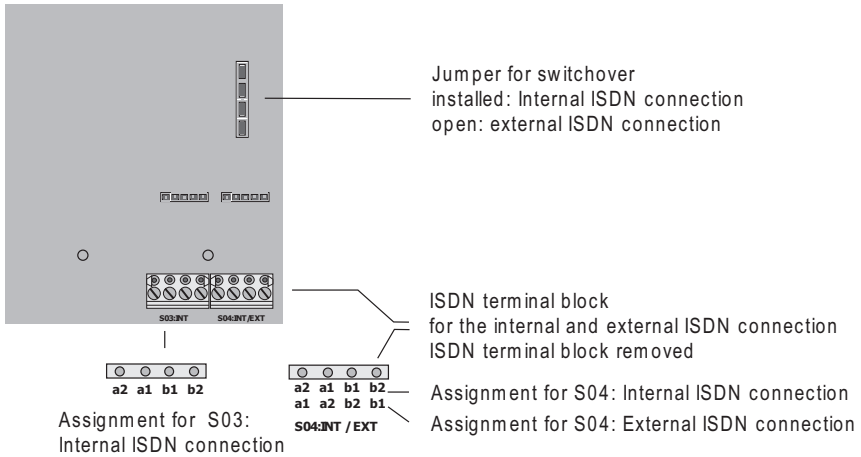 Jumper for switchover
installed: Internal ISDN connection
open: external ISDN connection
S03:INT
S04:INT/EXT
ISDN terminal block
for the internal and external ISDN connection
ISDN terminal block removed
a2 a1 b1 b2
Assignment for S03:
Internal ISDN connection
a2 a1 b1 b2
a1 a2 b2 b1
S04:INT / EXT
Assignment for S04: Internal ISDN connection
Assignment for S04: External ISDN connection